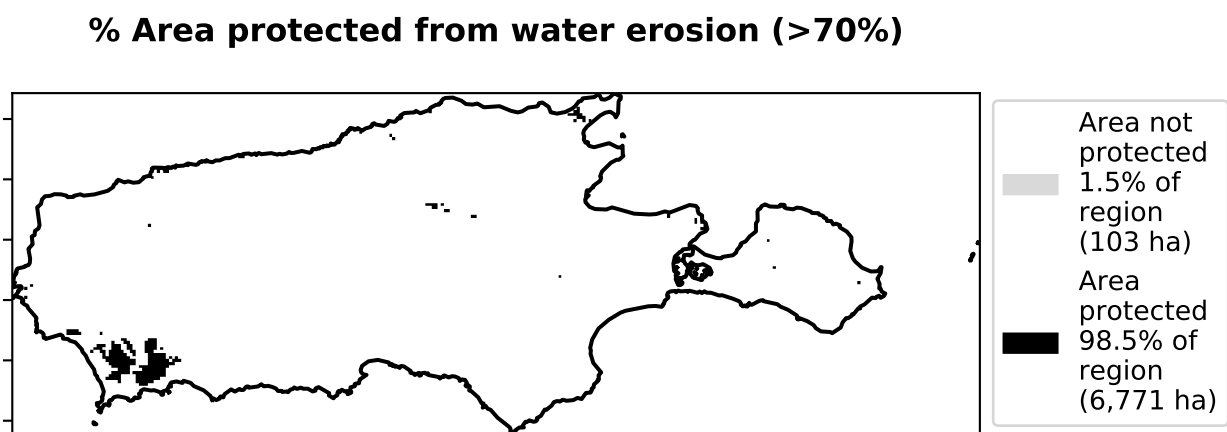 % Area protected from water erosion (>70%)
Area not
protected
1.5% of
region
(103 ha)
Area
protected
98.5% of
region
(6,771 ha)